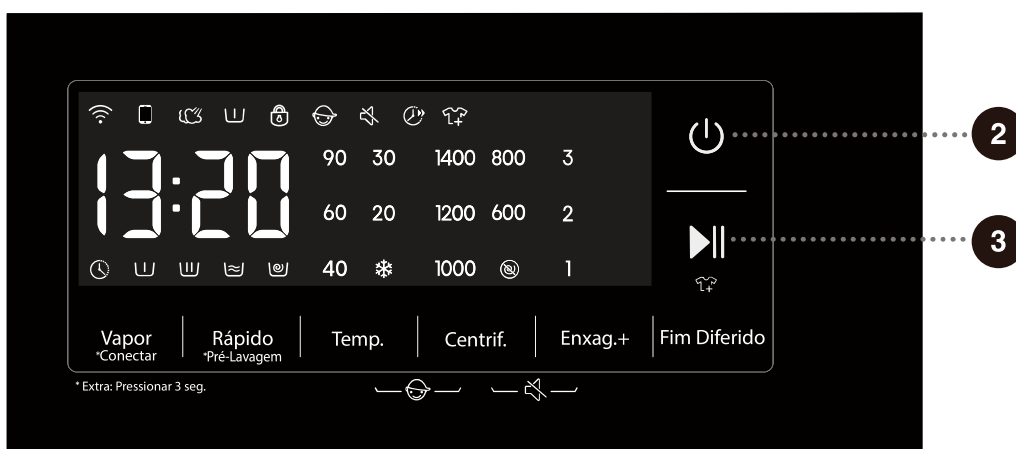 2
13:20
90 30 1400 800 3
60 20 1200 600 2
40 1000 1
3
Vapor
*Conectar
Rápido
*Pré-Lavagem
Temp.
Centrif.
Enxag.+
Fim Diferido
* Extra: Pressionar 3 seg.